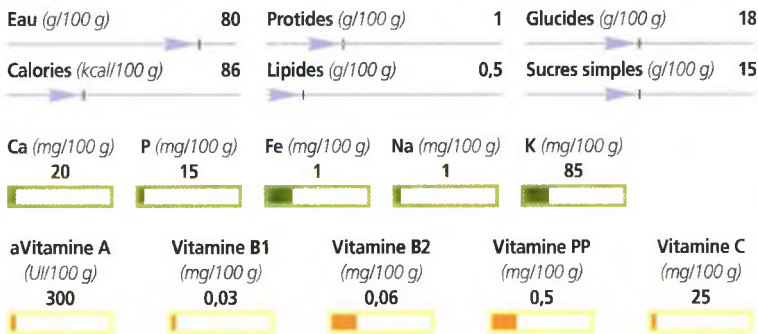 Eau (g/100 g) 80 Protides (g/100 g) 1 Glucides (g/100 g) 18
Calories (kcal/100 g) 86 Lipides (g/100 g) 0,5 Sucres simples (g/100 g) 15
Ca (mg/100 g) P (mg/100 g) Fe (mg/100 g) Na (mg/100 g) K (mg/100 g)
20 15 1 1 85
aVitamine A Vitamine B1 Vitamine B2 Vitamine PP Vitamine C
(UI/100 g) (mg/100 g) (mg/100 g) (mg/100 g) (mg/100 g)
300 0,03 0,06 0,5 25